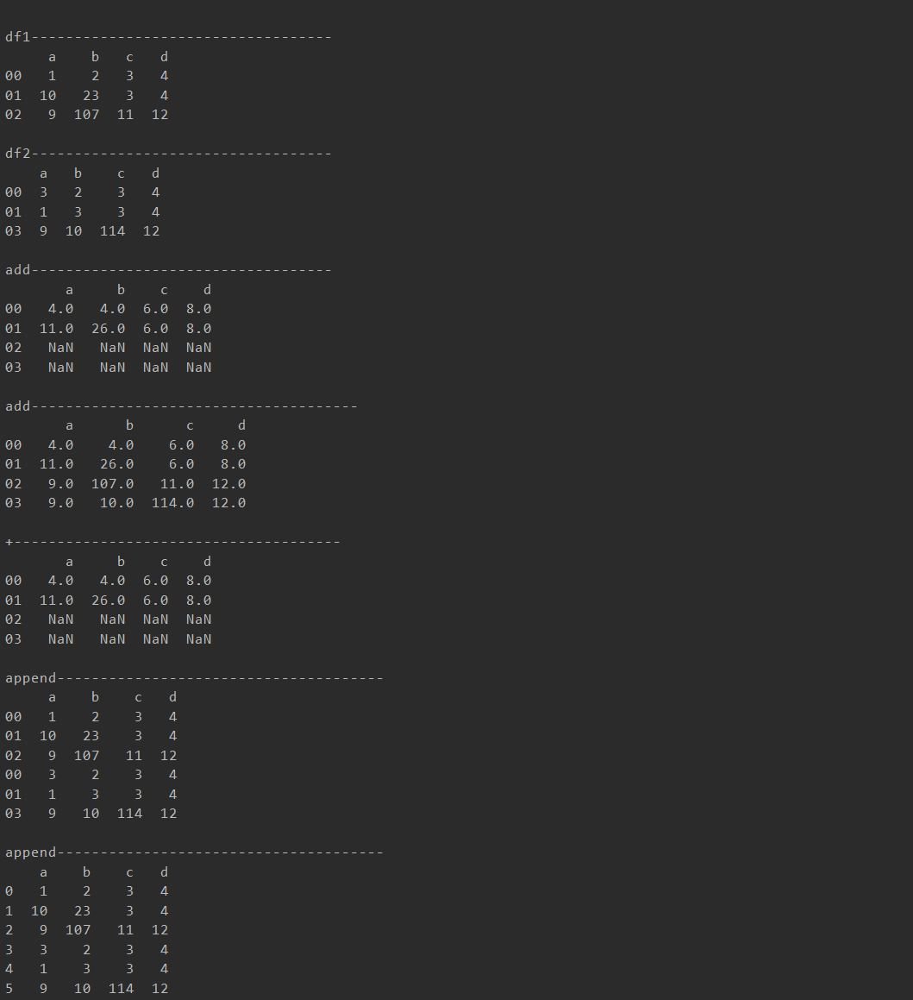 df1-----------------------------------
     a    b   c   d
00   1    2   3   4
01  10   23   3   4
02   9  107  11  12
df2-----------------------------------
    a   b    c   d
00  3   2    3   4
01  1   3    3   4
03  9  10  114  12
add-----------------------------------
       a     b    c    d
00   4.0   4.0  6.0  8.0
01  11.0  26.0  6.0  8.0
02   NaN   NaN  NaN  NaN
03   NaN   NaN  NaN  NaN
add--------------------------------------
       a      b      c     d
00   4.0    4.0    6.0   8.0
01  11.0   26.0    6.0   8.0
02   9.0  107.0   11.0  12.0
03   9.0   10.0  114.0  12.0
+--------------------------------------
       a     b    c    d
00   4.0   4.0  6.0  8.0
01  11.0  26.0  6.0  8.0
02   NaN   NaN  NaN  NaN
03   NaN   NaN  NaN  NaN
append--------------------------------------
     a    b    c   d
00   1    2    3   4
01  10   23    3   4
02   9  107   11  12
00   3    2    3   4
01   1    3    3   4
03   9   10  114  12
append--------------------------------------
    a    b    c   d
0   1    2    3   4
1  10   23    3   4
2   9  107   11  12
3   3    2    3   4
4   1    3    3   4
5   9   10  114  12